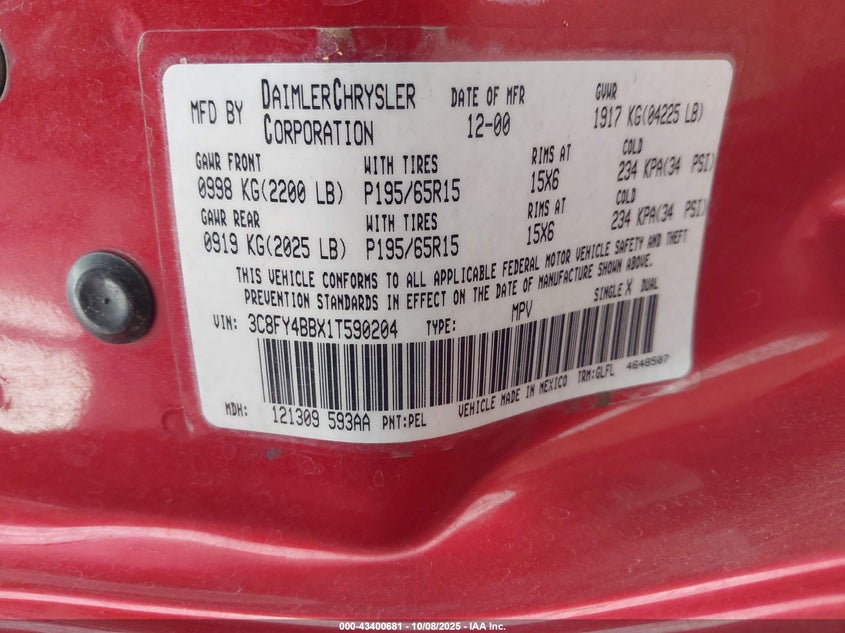 MFD BY DAIMLERCHRYSLER CORPORATION DATE OF MFR 12-00 GVWR 1917 KG(04225 LB)
GAWR FRONT WITH TIRES RIMS AT COLD
0998 KG(2200 LB) P195/65R15 15X6 234 KPA(34 PSI)
GAWR REAR WITH TIRES RIMS AT COLD
0919 KG(2025 LB) P195/65R15 15X6 234 KPA(34 PSI)
THIS VEHICLE CONFORMS TO ALL APPLICABLE FEDERAL MOTOR VEHICLE SAFETY AND THEFT
PREVENTION STANDARDS IN EFFECT ON THE DATE OF MANUFACTURE SHOWN ABOVE.
VIN: 3C8FY4BBX1T590204 TYPE: MPV SINGLE X DUAL
MDH: 121309 593AA PNT:PEL VEHICLE MADE IN MEXICO TRM:GLFL 4648507
000-43400681 - 10/08/2025 - IAA Inc.